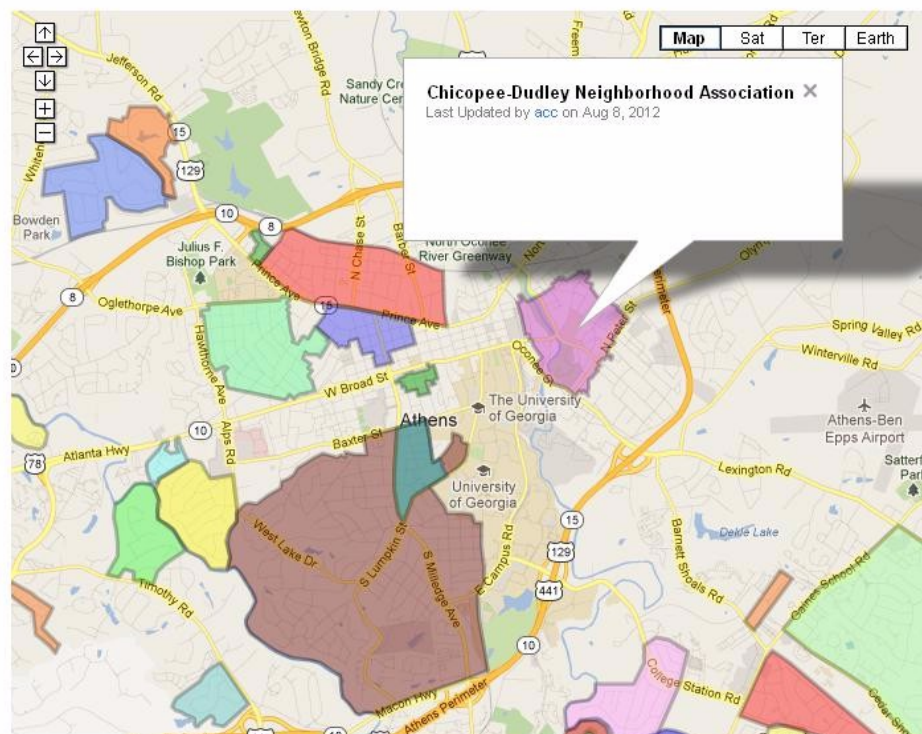 Map
Sat
Ter
Earth
Chicopee-Dudley Neighborhood Association
Last Updated by acc on Aug 8, 2012
Jefferson Rd
Newton Bridge Rd
Sandy Cr
Nature Cen
15
129
Bowden
Park
10
8
Julius F.
Bishop Park
Prince Ave
N Chase St
Barber St
North Oconee
River Greenway
8
Oglethorpe Ave
15
Prince Ave
Hawthorne Ave
Oconee St
N Peter St
Spring Valley Rd
Winterville Rd
W Broad St
The University
of Georgia
Athens-Ben
Epps Airport
Athens
10
Alps Rd
Baxter St
Atlanta Hwy
78
Lexington Rd
Satterf
Park
University
of Georgia
West Lake Dr
S Lumpkin St
S Milledge Ave
E Campus Rd
15
129
441
Barnett Shoals Rd
Dekle Lake
Gaines School Rd
Timothy Rd
10
Macon Hwy
Athens Perimeter
College Station Rd
15